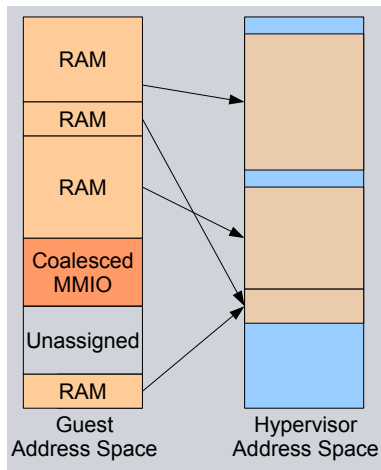 RAM
RAM
RAM
Coalesced
MMIO
Unassigned
RAM
Guest
Address Space
Hypervisor
Address Space